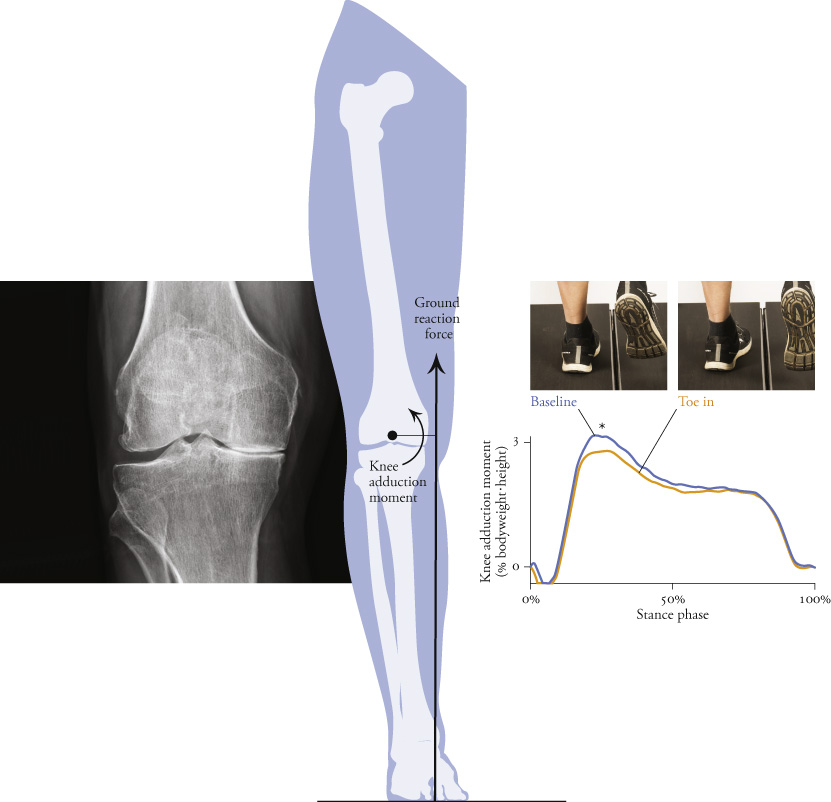 Ground
reaction
force
Knee
adduction
moment
Baseline
Toe in
*
Knee adduction moment
(% bodyweight·height)
3
0
0%
50%
100%
Stance phase